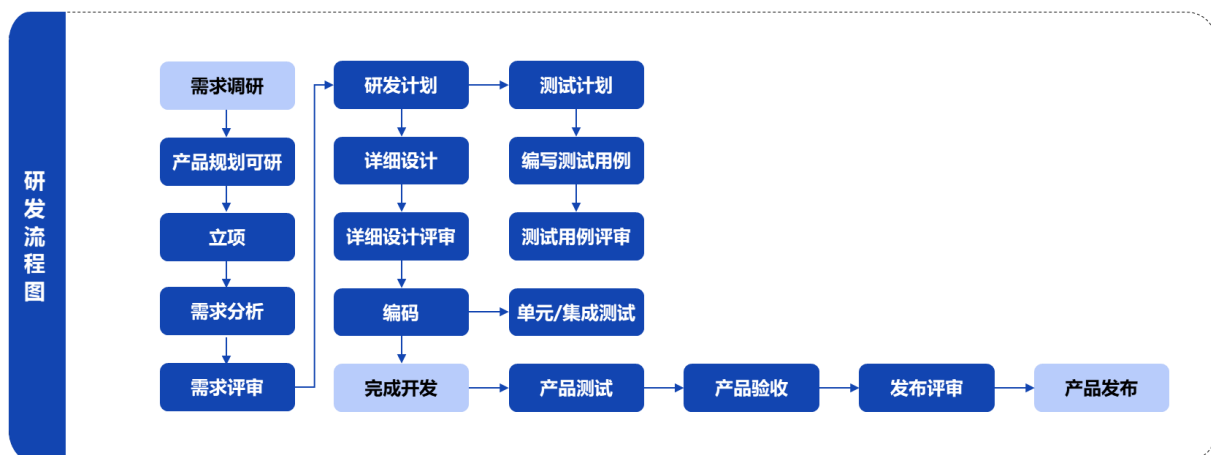 研发流程图
需求调研
产品规划可研
立项
需求分析
需求评审
研发计划
详细设计
详细设计评审
编码
完成开发
测试计划
编写测试用例
测试用例评审
单元/集成测试
产品测试
产品验收
发布评审
产品发布